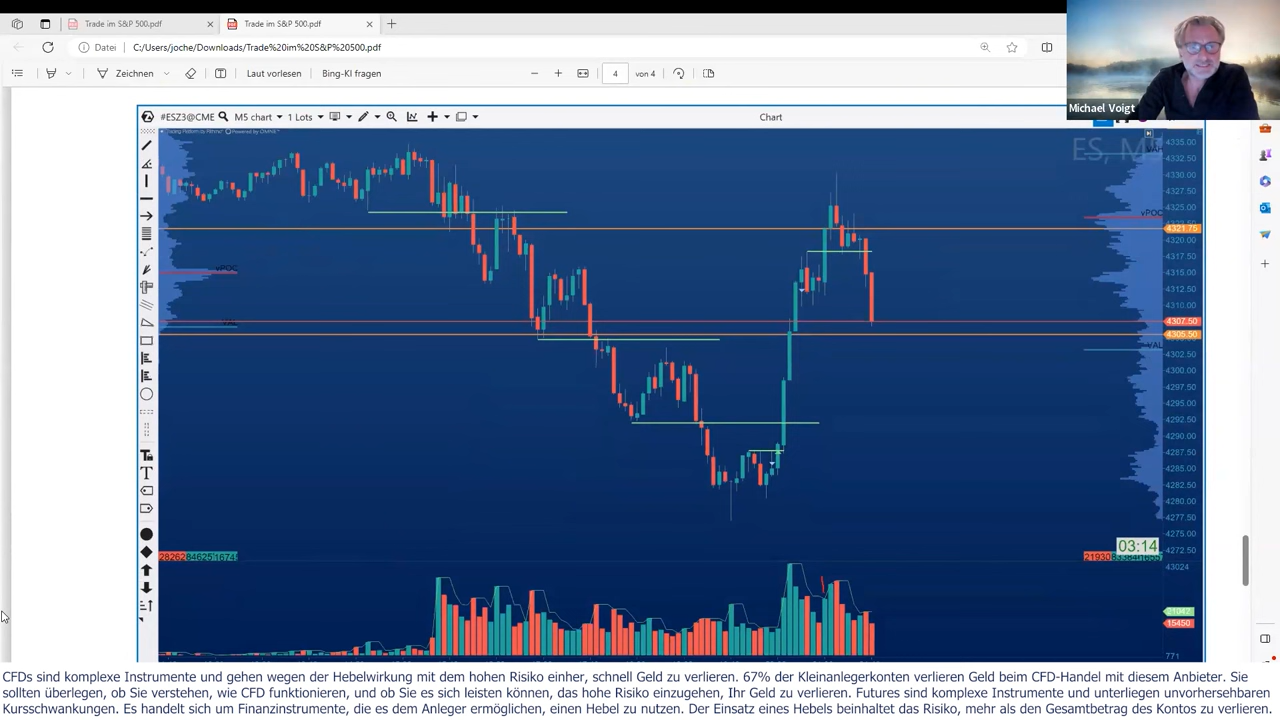 Trade im S&P 500.pdf
Trade im S&P 500.pdf
Datei
C:/Users/joche/Downloads/Trade%20im%20S&P%20500.pdf
Zeichnen
Laut vorlesen
Bing-KI fragen
4
von 4
Michael Voigt
#ESZ3@CME
M5 chart
1 Lots
Chart
ES, M5
4335.00
4332.50
4330.00
4327.50
4325.00
vPOC
4321.75
4320.00
4317.50
4315.00
4312.50
4310.00
4307.50
4305.50
VAL
4302.50
4300.00
4297.50
4295.00
4292.50
4290.00
4287.50
4285.00
4282.50
4280.00
4277.50
4275.00
4272.50
03:14
43024
15450
771
CFDs sind komplexe Instrumente und gehen wegen der Hebelwirkung mit dem hohen Risiko einher, schnell Geld zu verlieren. 67% der Kleinanlegerkonten verlieren Geld beim CFD-Handel mit diesem Anbieter. Sie
sollten überlegen, ob Sie verstehen, wie CFD funktionieren, und ob Sie es sich leisten können, das hohe Risiko einzugehen, Ihr Geld zu verlieren. Futures sind komplexe Instrumente und unterliegen unvorhersehbaren
Kursschwankungen. Es handelt sich um Finanzinstrumente, die es dem Anleger ermöglichen, einen Hebel zu nutzen. Der Einsatz eines Hebels beinhaltet das Risiko, mehr als den Gesamtbetrag des Kontos zu verlieren.